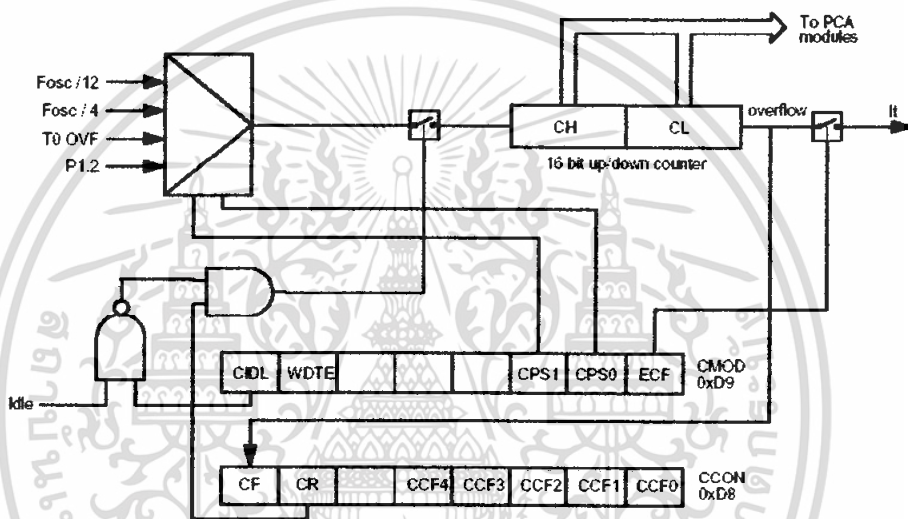 To PCA
modules
Fosc /12
Fosc / 4
T0 OVF
P1.2
CH
CL
overflow
It
16 bit up/down counter
CIDL WDTE CPS1 CPS0 ECF
CMOD
0xD9
Idle
CF CR CCF4 CCF3 CCF2 CCF1 CCF0
CCON
0xD8